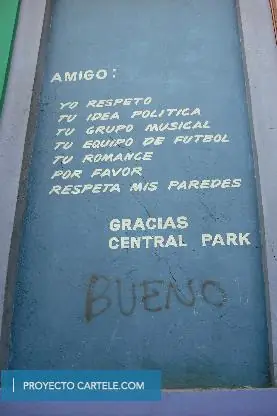 AMIGO:
YO RESPETO
TU IDEA POLITICA
TU GRUPO MUSICAL
TU EQUIPO DE FUTBOL
TU ROMANCE
POR FAVOR
RESPETA MIS PAREDES
GRACIAS
CENTRAL PARK
BUENO
PROYECTO CARTELE.COM